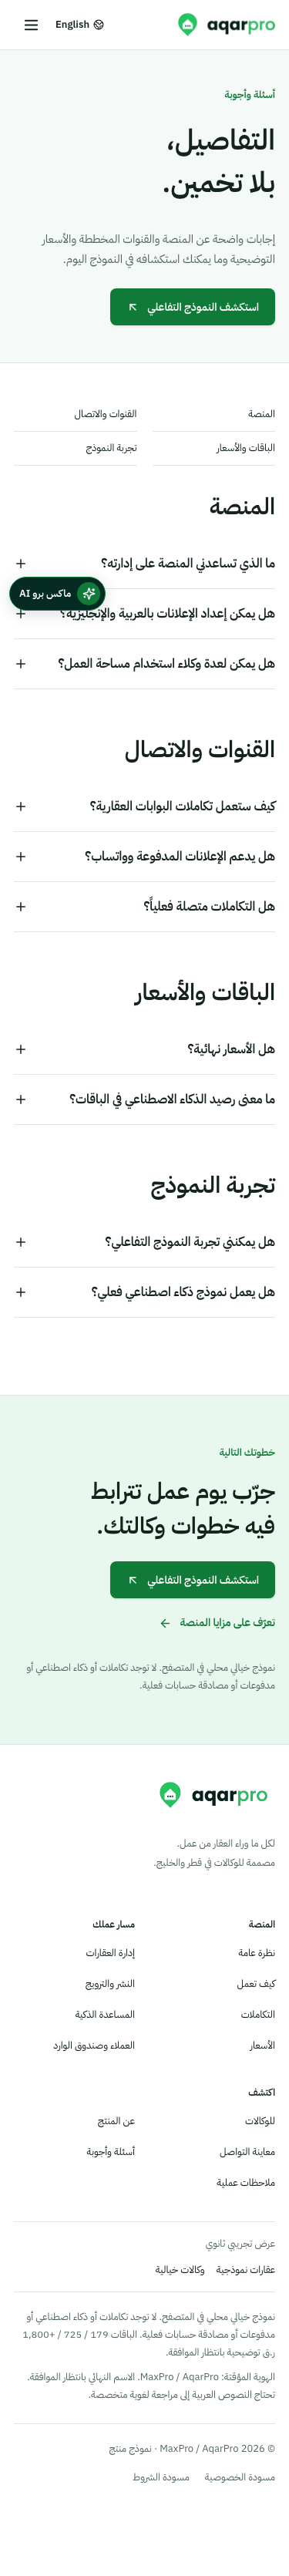 aqarpro
English
أسئلة وأجوبة
التفاصيل،
بلا تخمين.
إجابات واضحة عن المنصة والقنوات المخططة والأسعار
التوضيحية وما يمكنك استكشافه في النموذج اليوم.
استكشف النموذج التفاعلي
المنصة
القنوات والاتصال
الباقات والأسعار
تجربة النموذج
المنصة
ما الذي تساعدني المنصة على إدارته؟
ماكس برو AI
هل يمكن إعداد الإعلانات بالعربية والإنجليزية؟
هل يمكن لعدة وكلاء استخدام مساحة العمل؟
القنوات والاتصال
كيف ستعمل تكاملات البوابات العقارية؟
هل يدعم الإعلانات المدفوعة وواتساب؟
هل التكاملات متصلة فعلياً؟
الباقات والأسعار
هل الأسعار نهائية؟
ما معنى رصيد الذكاء الاصطناعي في الباقات؟
تجربة النموذج
هل يمكنني تجربة النموذج التفاعلي؟
هل يعمل نموذج ذكاء اصطناعي فعلي؟
خطوتك التالية
جرّب يوم عمل تترابط
فيه خطوات وكالتك.
استكشف النموذج التفاعلي
تعرّف على مزايا المنصة
نموذج خيالي محلي في المتصفح. لا توجد تكاملات أو ذكاء اصطناعي أو
مدفوعات أو مصادقة حسابات فعلية.
aqarpro
لكل ما وراء العقار من عمل.
مصممة للوكالات في قطر والخليج.
المنصة
نظرة عامة
كيف تعمل
التكاملات
الأسعار
مسار عملك
إدارة العقارات
النشر والترويج
المساعدة الذكية
العملاء وصندوق الوارد
اكتشف
للوكالات
عن المنتج
معاينة التواصل
أسئلة وأجوبة
ملاحظات عملية
عرض تجريبي ثانوي
عقارات نموذجية
وكالات خيالية
نموذج خيالي محلي في المتصفح. لا توجد تكاملات أو ذكاء اصطناعي أو
مدفوعات أو مصادقة حسابات فعلية. الباقات 179 / 725 / +1,800
ر.ق توضيحية بانتظار الموافقة.
الهوية المؤقتة: MaxPro / AqarPro. الاسم النهائي بانتظار الموافقة.
تحتاج النصوص العربية إلى مراجعة لغوية متخصصة.
© 2026 MaxPro / AqarPro · نموذج منتج
مسودة الخصوصية
مسودة الشروط